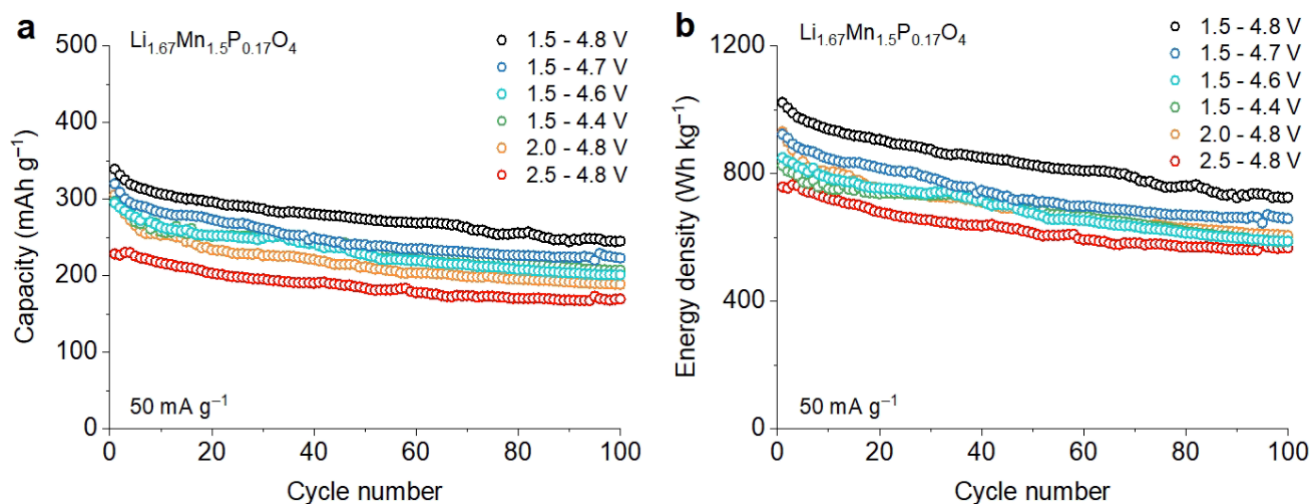 a
Li₁.₆₇Mn₁.₅P₀.₁₇O₄
1.5 - 4.8 V
1.5 - 4.7 V
1.5 - 4.6 V
1.5 - 4.4 V
2.0 - 4.8 V
2.5 - 4.8 V
500
400
300
200
100
0
Capacity (mAh g⁻¹)
50 mA g⁻¹
0 20 40 60 80 100
Cycle number
b
Li₁.₆₇Mn₁.₅P₀.₁₇O₄
1.5 - 4.8 V
1.5 - 4.7 V
1.5 - 4.6 V
1.5 - 4.4 V
2.0 - 4.8 V
2.5 - 4.8 V
1200
800
400
0
Energy density (Wh kg⁻¹)
50 mA g⁻¹
0 20 40 60 80 100
Cycle number